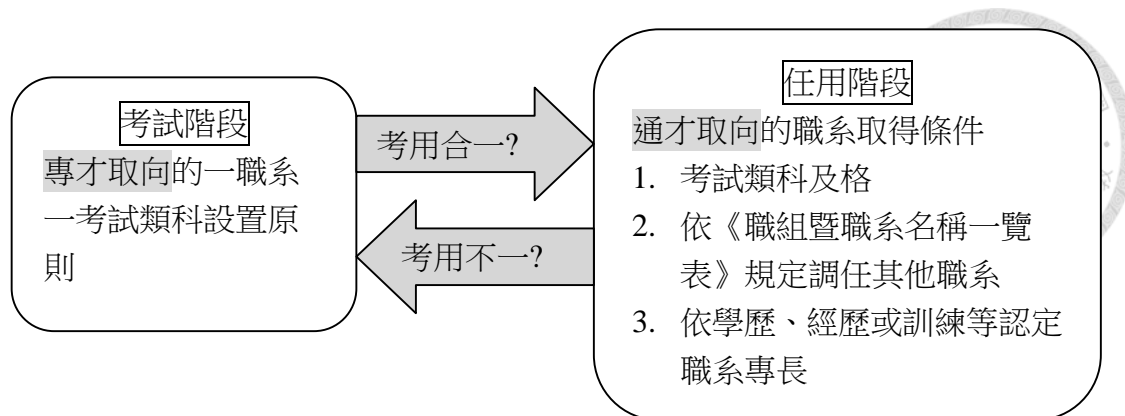 考試階段
專才取向的一職系
一考試類科設置原
則
考用合一?
考用不一?
任用階段
通才取向的職系取得條件
1. 考試類科及格
2. 依《職組暨職系名稱一覽
表》規定調任其他職系
3. 依學歷、經歷或訓練等認定
職系專長